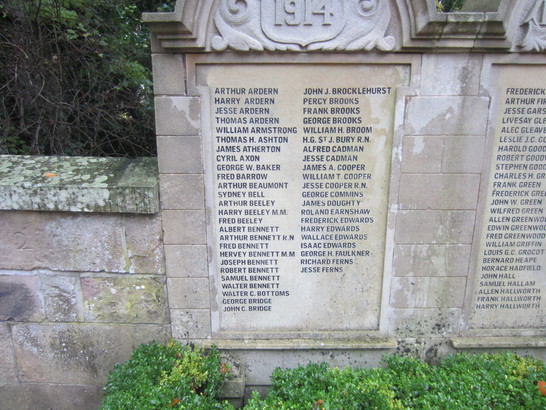 1914
ARTHUR ARDERN
HARRY ARDERN
JESSE ARDERN
THOMAS ARDERN
WILLIAM ARMSTRONG
THOMAS H. ASHTON
JAMES ATHERTON
CYRIL AXON
GEORGE W. BAKER
FRED BARROW
ARTHUR BEAUMONT
SYDNEY BELL
ARTHUR BEELEY
HARRY BEELEY M.M.
FRED BEELEY
ALBERT BENNETT
ARTHUR BENNETT R.N.
FRED BENNETT
HERVEY BENNETT M.M.
JOSEPH BENNETT
ROBERT BENNETT
SAMUEL BENNETT
WALTER BENNETT
WALTER C. BOTTOMS
GEORGE BRIDGE
JOHN C. BRIDGE
JOHN J. BROCKLEHURST
PERCY BROOKS
FRANK BROOKS
GEORGE BROOKS
WILLIAM H. BROOM
H.G. ST J. BURY R.N.
ALFRED CADMAN
JESSE CADMAN
JAMES A. COOPER
WILLIAM T. COOPER
JESSE COOPER R.N.
GEORGE COMMINS
JAMES DOUGHTY
ROLAND EARNSHAW
FREDERICK EDWARDS
HARRY EDWARDS
WALLACE EDWARDS
ISAAC EDWARDS
GEORGE H. FAULKNER
RICHARD FERNS
JESSE FERNS
FREDERICK
ARTHUR
JESSE GARS
LIVESAY GLE
ALEC GLEAVE
LESLIE J.C. GO
HAROLD GOOD
ROBERT GOODW
STEPHEN GOOD
CHARLES H. GR
FRANK GREEN
FREDERICK GREEN
JOHN W. GREEN
WILFRED GREEN
ALLEN GREENWOO
EDWIN GREENWO
FRED GREENWOOD
WILLIAM GRIFFIN
LOUIS G.C. GROCOT
BERNARD HEAPE
HORACE HADFIELD
JOHN HALL
SAMUEL HALLAM
ALLEN HALLWORTH
FRANK HALLWORTH
HARRY HALLWORTH